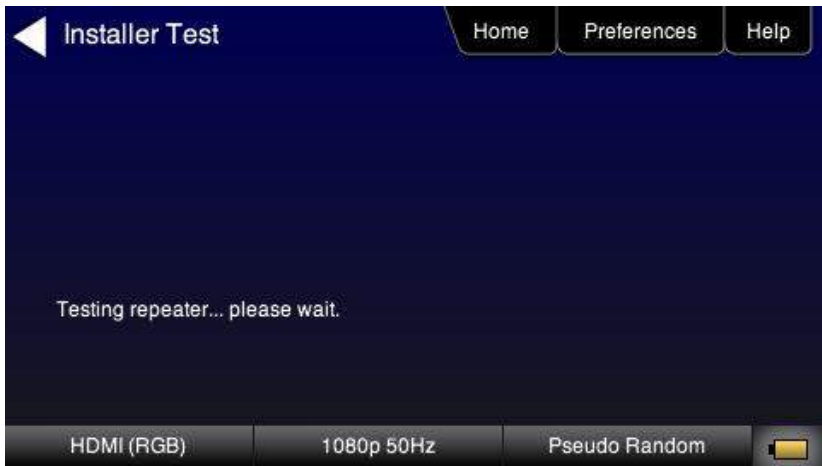 Installer Test
Home
Preferences
Help
Testing repeater... please wait.
HDMI (RGB)
1080p 50Hz
Pseudo Random